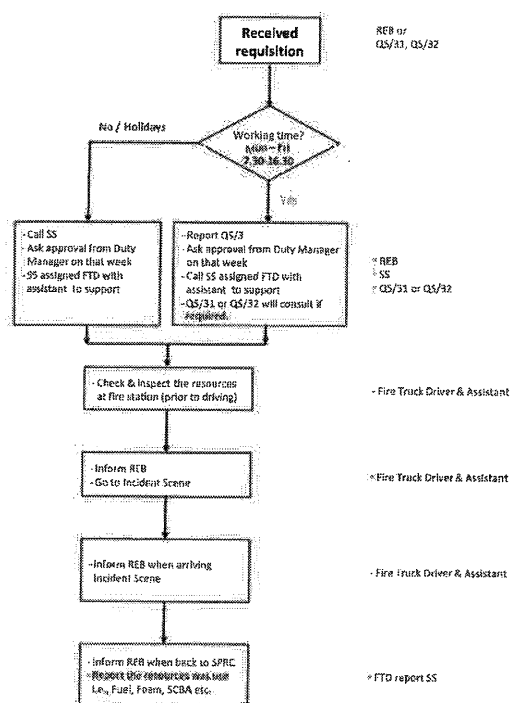 Received
requisition
REB or
QS/31, QS/32
No / Holidays
Working time?
Mon – Fri
7.30-16.30
Yes
- Call SS
- Ask approval from Duty
Manager on that week
- SS assigned FTD with
assistant to support
- Report QS/3
- Ask approval from Duty Manager
on that week
- Call SS assigned FTD with
assistant to support
- QS/31 or QS/32 will consult if
required.
- REB
- SS
- QS/31 or QS/32
- Check & inspect the resources
at fire station (prior to driving)
- Fire Truck Driver & Assistant
- Inform REB
- Go to Incident Scene
- Fire Truck Driver & Assistant
- Inform REB when arriving
Incident Scene
- Fire Truck Driver & Assistant
- Inform REB when back to SPRC
- Report the resources was use
i.e., Fuel, Foam, SCBA etc.
- FTD report SS